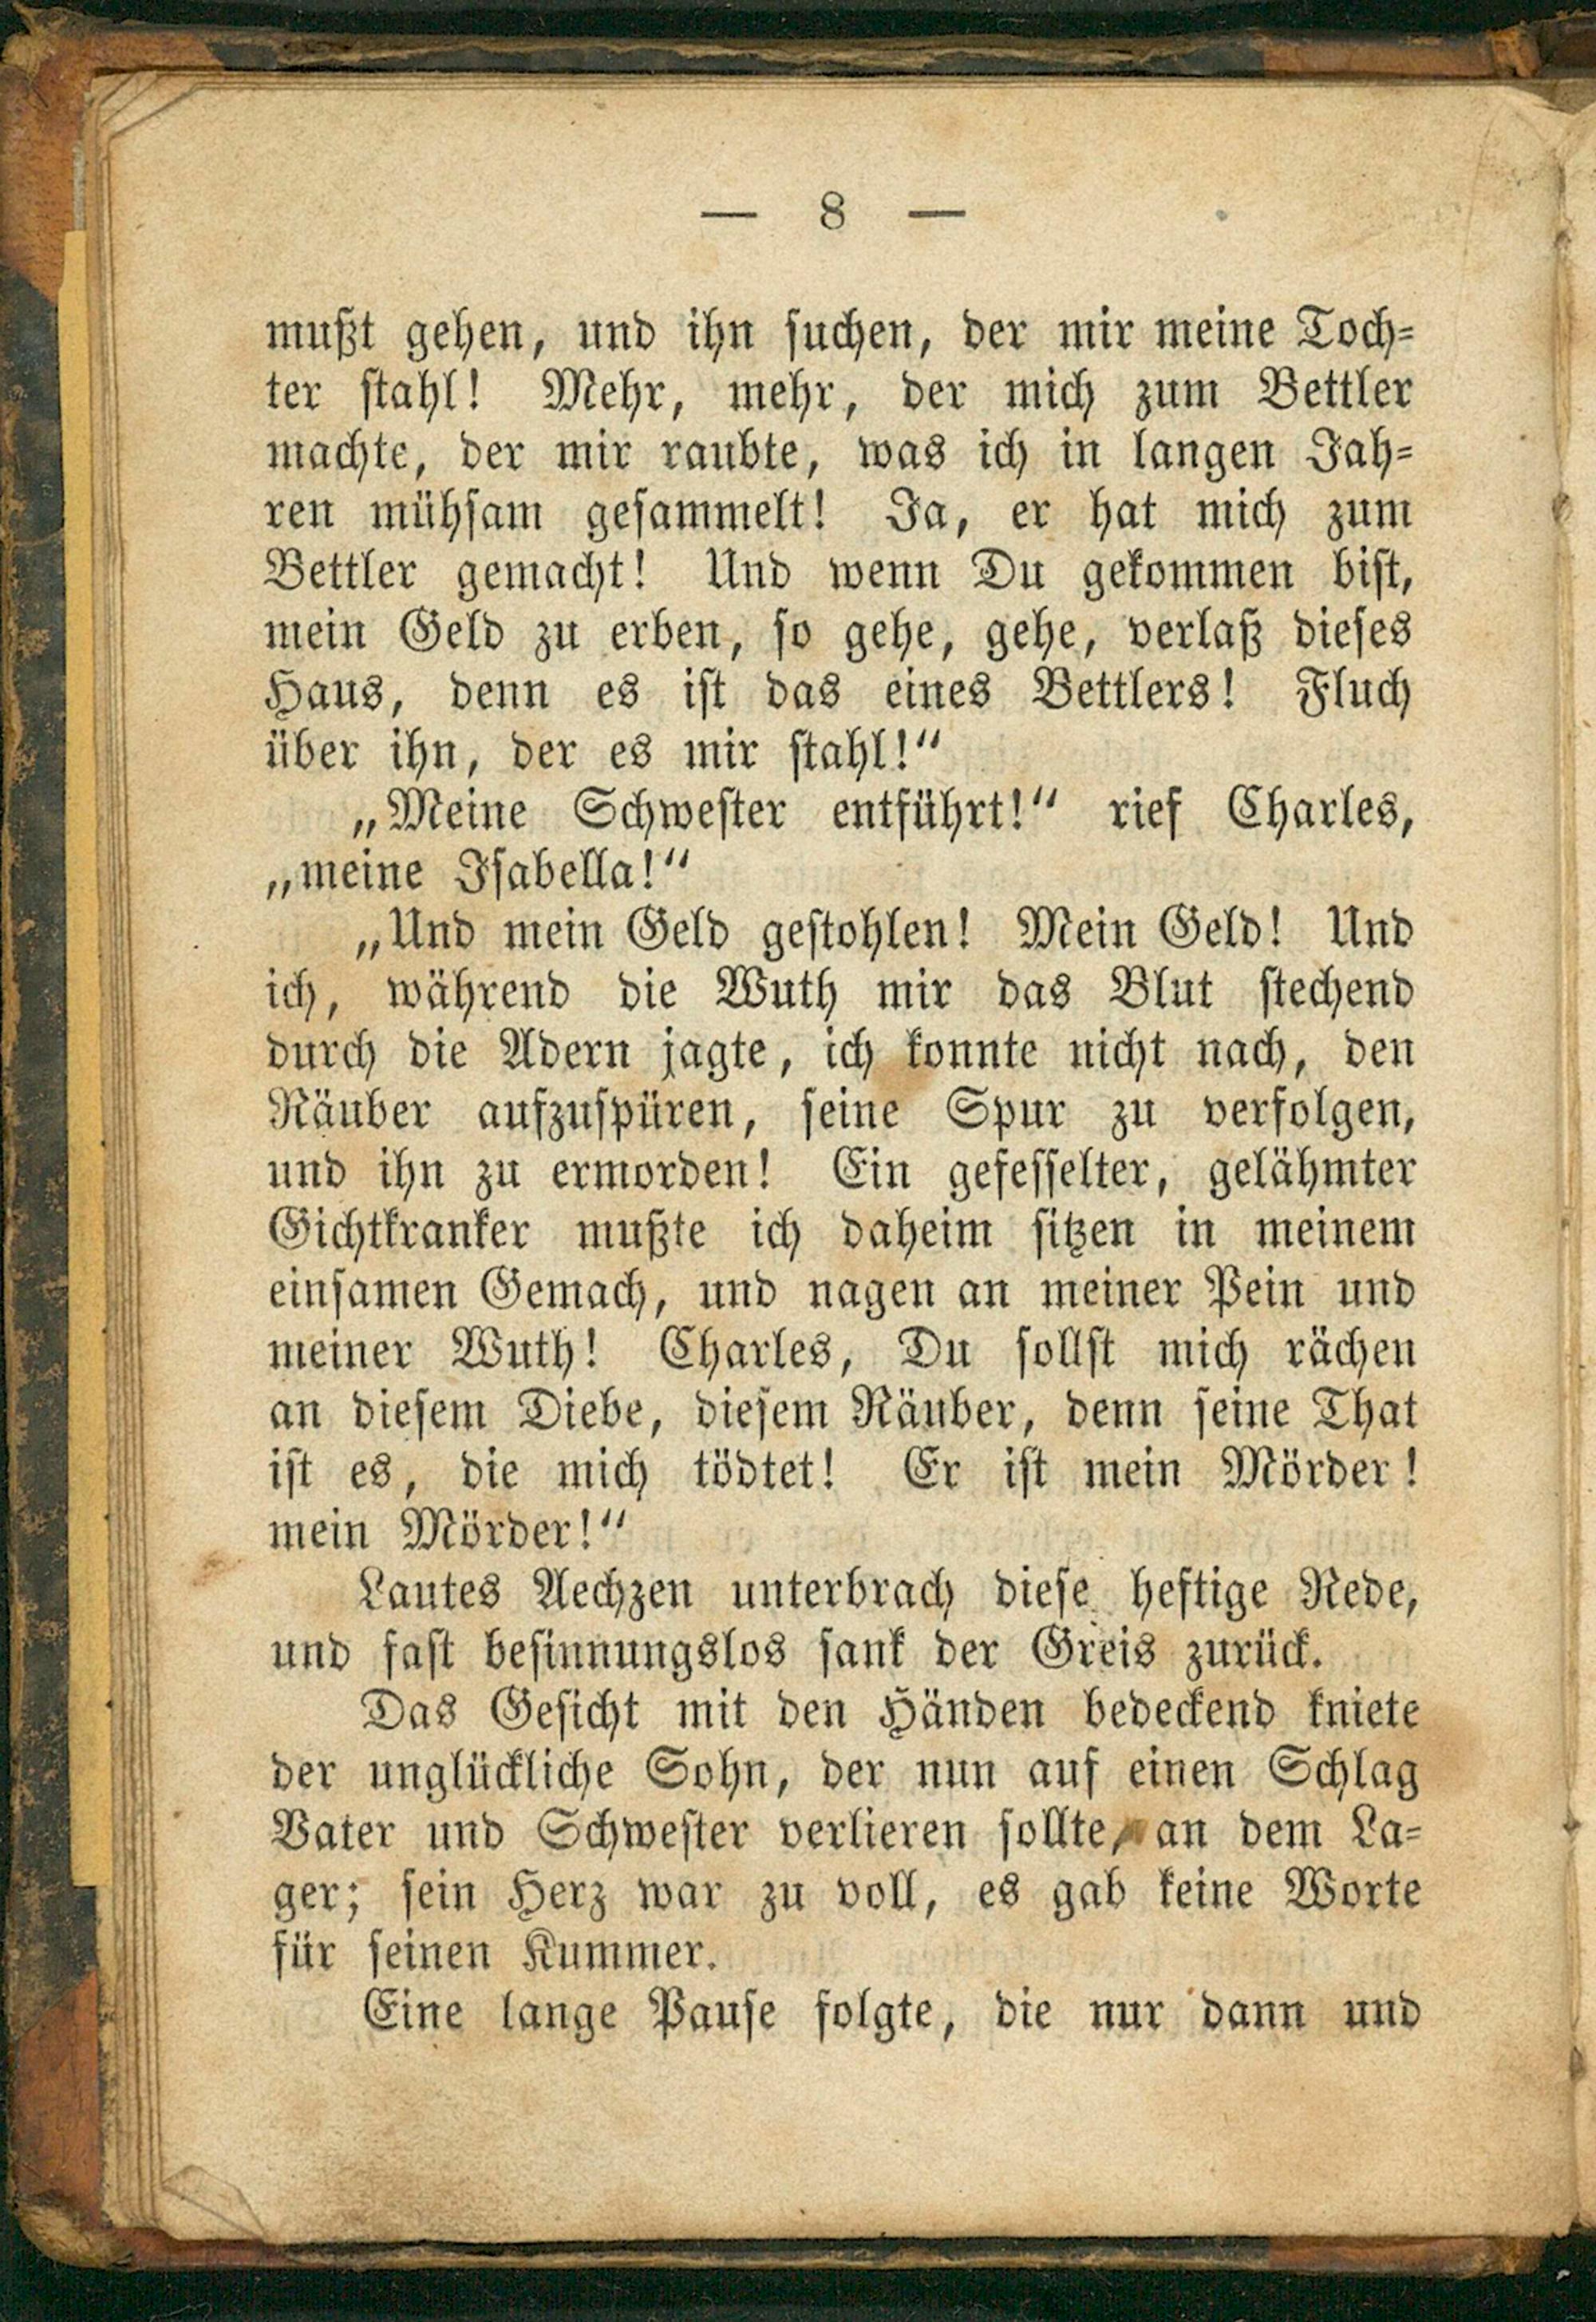 — 8 —
mußt gehen, und ihn suchen, der mir meine Toch-
ter stahl! Mehr, mehr, der mich zum Bettler
machte, der mir raubte, was ich in langen Jah-
ren mühsam gesammelt! Ja, er hat mich zum
Bettler gemacht! Und wenn Du gekommen bist,
mein Geld zu erben, so gehe, gehe, verlaß dieses
Haus, denn es ist das eines Bettlers! Fluch
über ihn, der es mir stahl!“
„Meine Schwester entführt!“ rief Charles,
„meine Isabella!“
„Und mein Geld gestohlen! Mein Geld! Und
ich, während die Wuth mir das Blut stechend
durch die Adern jagte, ich konnte nicht nach, den
Räuber aufzuspüren, seine Spur zu verfolgen,
und ihn zu ermorden! Ein gefesselter, gelähmter
Gichtkranker mußte ich daheim sitzen in meinem
einsamen Gemach, und nagen an meiner Pein und
meiner Wuth! Charles, Du sollst mich rächen
an diesem Diebe, diesem Räuber, denn seine That
ist es, die mich tödtet! Er ist mein Mörder!
mein Mörder!“
Lautes Aechzen unterbrach diese heftige Rede,
und fast besinnungslos sank der Greis zurück.
Das Gesicht mit den Händen bedeckend kniete
der unglückliche Sohn, der nun auf einen Schlag
Vater und Schwester verlieren sollte, an dem La-
ger; sein Herz war zu voll, es gab keine Worte
für seinen Kummer.
Eine lange Pause folgte, die nur dann und